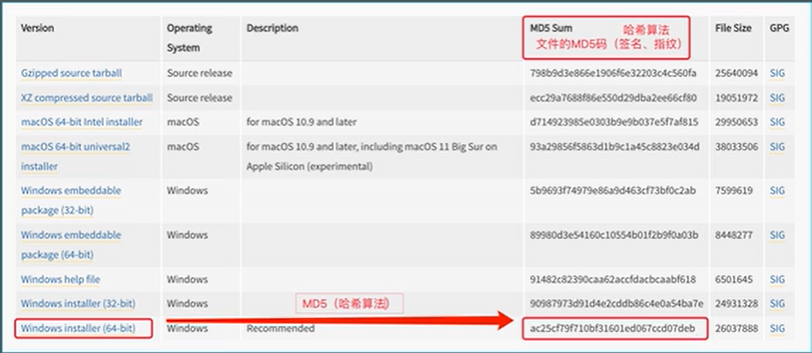 Version Operating System Description MD5 Sum 哈希算法 File Size GPG
文件的MD5码（签名、指纹）
Gzipped source tarball Source release 798b9d3e866e1906f6e32203c4c560fa 25640094 SIG
XZ compressed source tarball Source release ecc29a7688f86e550d29dba2ee66cf80 19051972 SIG
macOS 64-bit Intel installer macOS for macOS 10.9 and later d714923985e0303b9e9b037e5f7af815 29950653 SIG
macOS 64-bit universal2 macOS for macOS 10.9 and later, including macOS 11 Big Sur on 93a29856f5863d1b9c1a45c8823e034d 38033506 SIG
installer Apple Silicon (experimental)
Windows embeddable Windows 5b9693f74979e86a9d463cf73bf0c2ab 7599619 SIG
package (32-bit)
Windows embeddable Windows 89980d3e54160c10554b01f2b9f0a03b 8448277 SIG
package (64-bit)
Windows help file Windows 91482c82390caa62accfdacbcaabf618 6501645 SIG
Windows installer (32-bit) Windows 90987973d91d4e2cddb86c4e0a54ba7e 24931328 SIG
MD5（哈希算法）
Windows installer (64-bit) Windows Recommended ac25cf79f710bf31601ed067ccd07deb 26037888 SIG